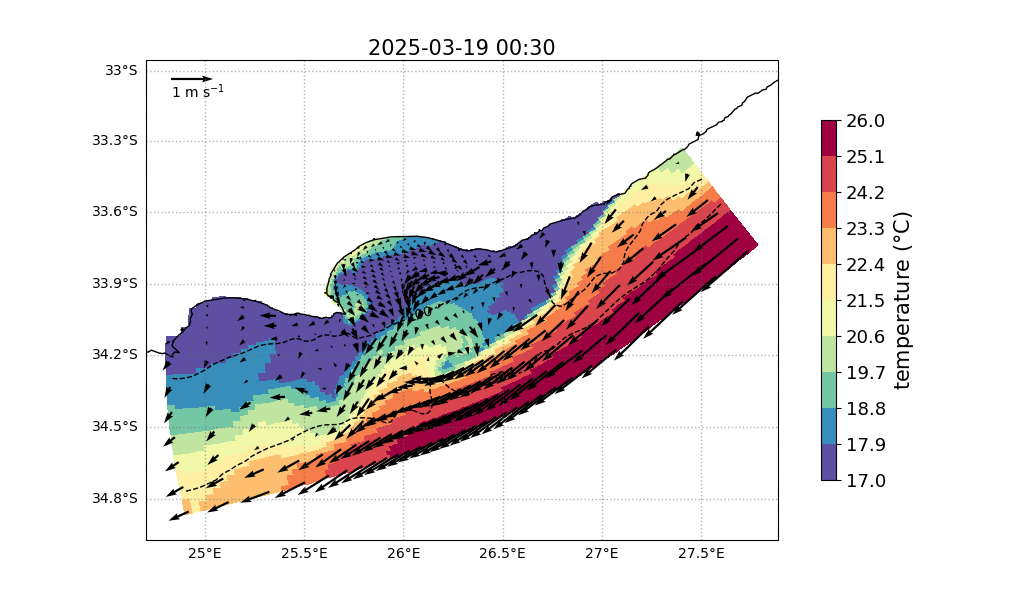 2025-03-19 00:30
1 m s⁻¹
33°S
33.3°S
33.6°S
33.9°S
34.2°S
34.5°S
34.8°S
25°E
25.5°E
26°E
26.5°E
27°E
27.5°E
26.0
25.1
24.2
23.3
22.4
21.5
20.6
19.7
18.8
17.9
17.0
temperature (°C)